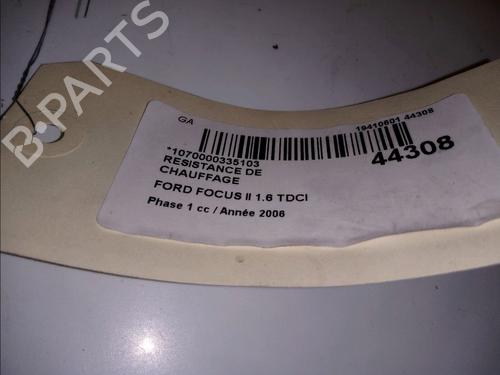 B-PARTS
GA
19410601 44308
*1070000335103
44308
RESISTANCE DE
CHAUFFAGE
FORD FOCUS II 1.6 TDCI
Phase 1 cc / Année 2006